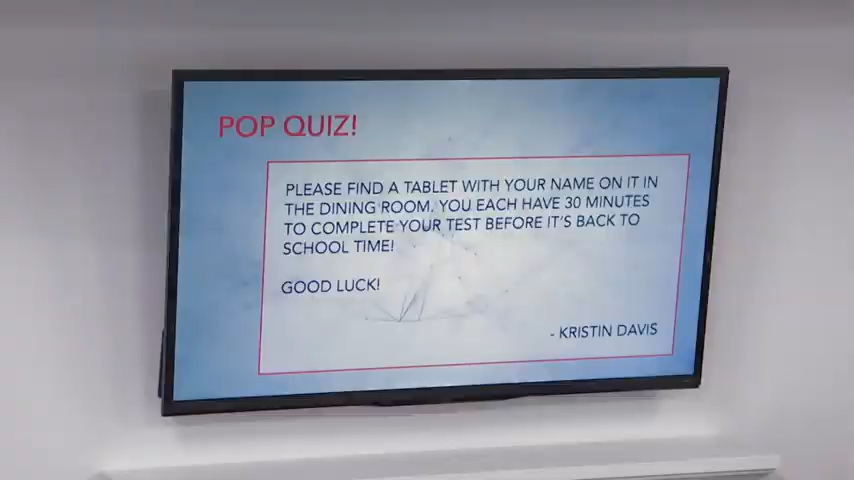 POP QUIZ!
PLEASE FIND A TABLET WITH YOUR NAME ON IT IN
THE DINING ROOM. YOU EACH HAVE 30 MINUTES
TO COMPLETE YOUR TEST BEFORE IT'S BACK TO
SCHOOL TIME!
GOOD LUCK!
- KRISTIN DAVIS